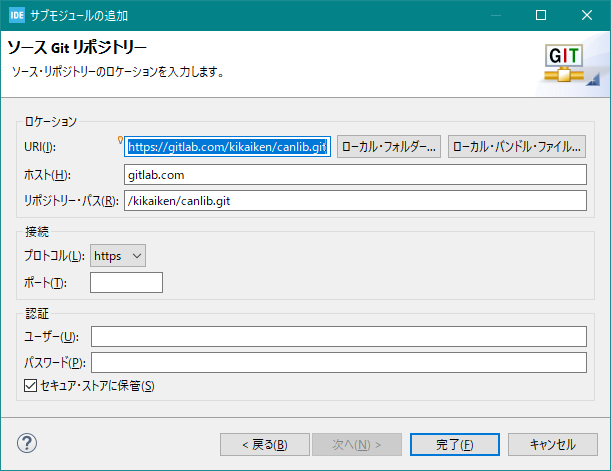 IDE サブモジュールの追加
ソース Git リポジトリー
ソース・リポジトリーのロケーションを入力します。
GIT
ロケーション
URI(I): https://gitlab.com/kikaiken/canlib.git ローカル・フォルダー... ローカル・バンドル・ファイル...
ホスト(H): gitlab.com
リポジトリー・パス(R): /kikaiken/canlib.git
接続
プロトコル(L): https
ポート(T):
認証
ユーザー(U):
パスワード(P):
セキュア・ストアに保管(S)
? < 戻る(B) 次へ(N) > 完了(F) キャンセル